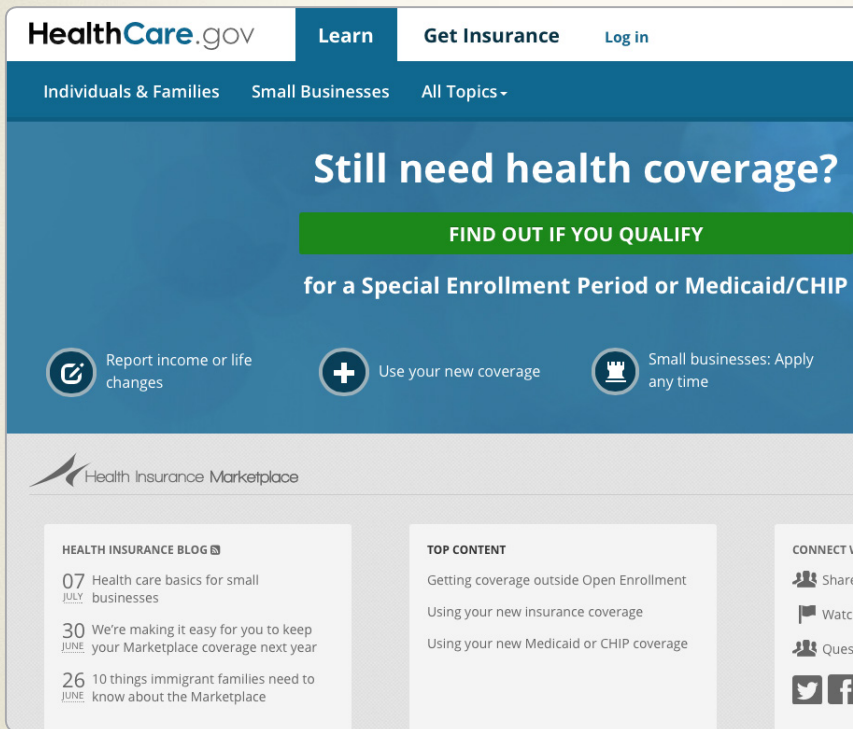 HealthCare.gov
Learn
Get Insurance
Log in
Individuals & Families
Small Businesses
All Topics
Still need health coverage?
FIND OUT IF YOU QUALIFY
for a Special Enrollment Period or Medicaid/CHIP
Report income or life
changes
Use your new coverage
Small businesses: Apply
any time
Health Insurance Marketplace
HEALTH INSURANCE BLOG
07 JULY
Health care basics for small
businesses
30 JUNE
We're making it easy for you to keep
your Marketplace coverage next year
26 JUNE
10 things immigrant families need to
know about the Marketplace
TOP CONTENT
Getting coverage outside Open Enrollment
Using your new insurance coverage
Using your new Medicaid or CHIP coverage
CONNECT
Share